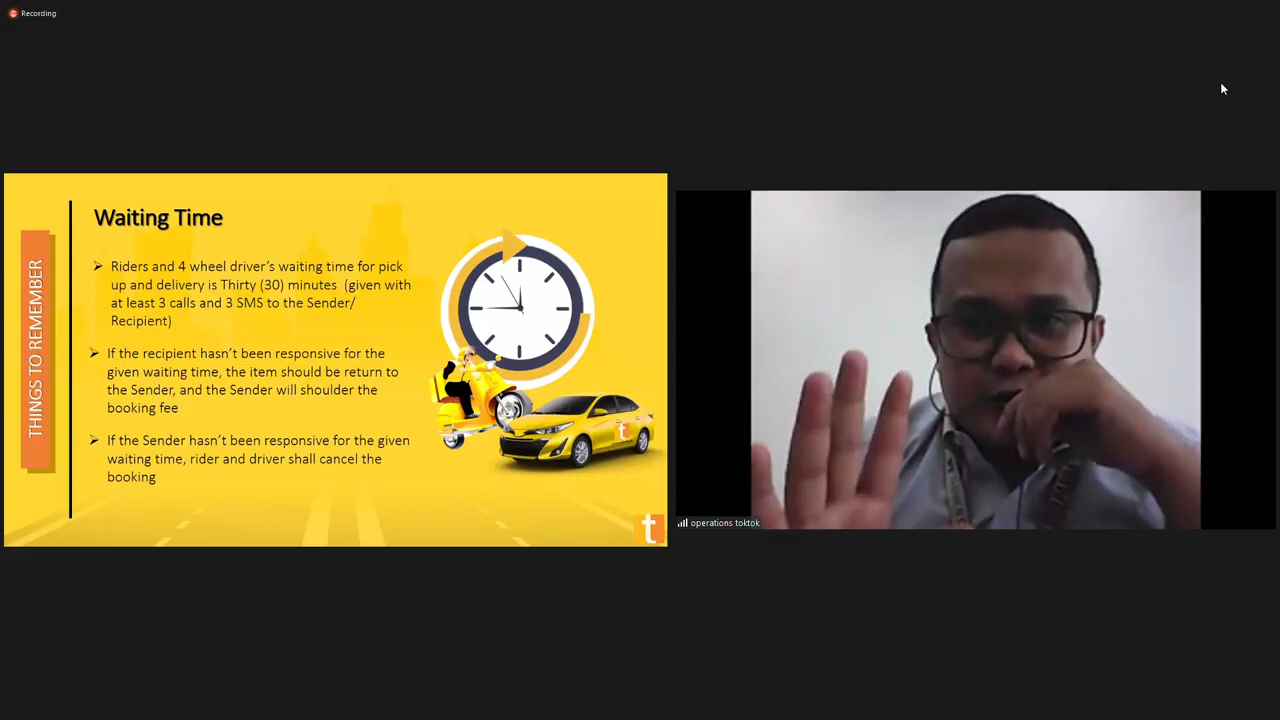 Recording
THINGS TO REMEMBER
Waiting Time
Riders and 4 wheel driver's waiting time for pick
up and delivery is Thirty (30) minutes (given with
at least 3 calls and 3 SMS to the Sender/
Recipient)
If the recipient hasn't been responsive for the
given waiting time, the item should be return to
the Sender, and the Sender will shoulder the
booking fee
If the Sender hasn't been responsive for the given
waiting time, rider and driver shall cancel the
booking
t
t
operations toktok